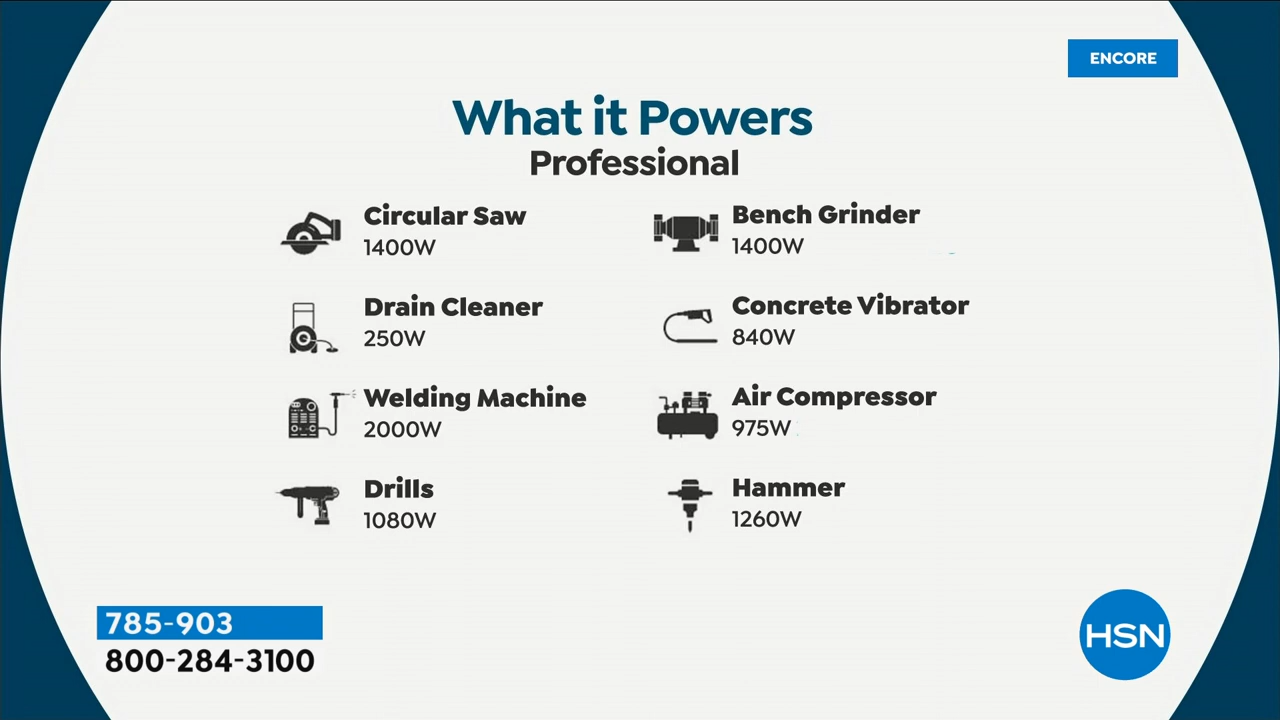 ENCORE
What it Powers
Professional
Circular Saw
1400W
Bench Grinder
1400W
Drain Cleaner
250W
Concrete Vibrator
840W
Welding Machine
2000W
Air Compressor
975W
Drills
1080W
Hammer
1260W
785-903
800-284-3100
HSN